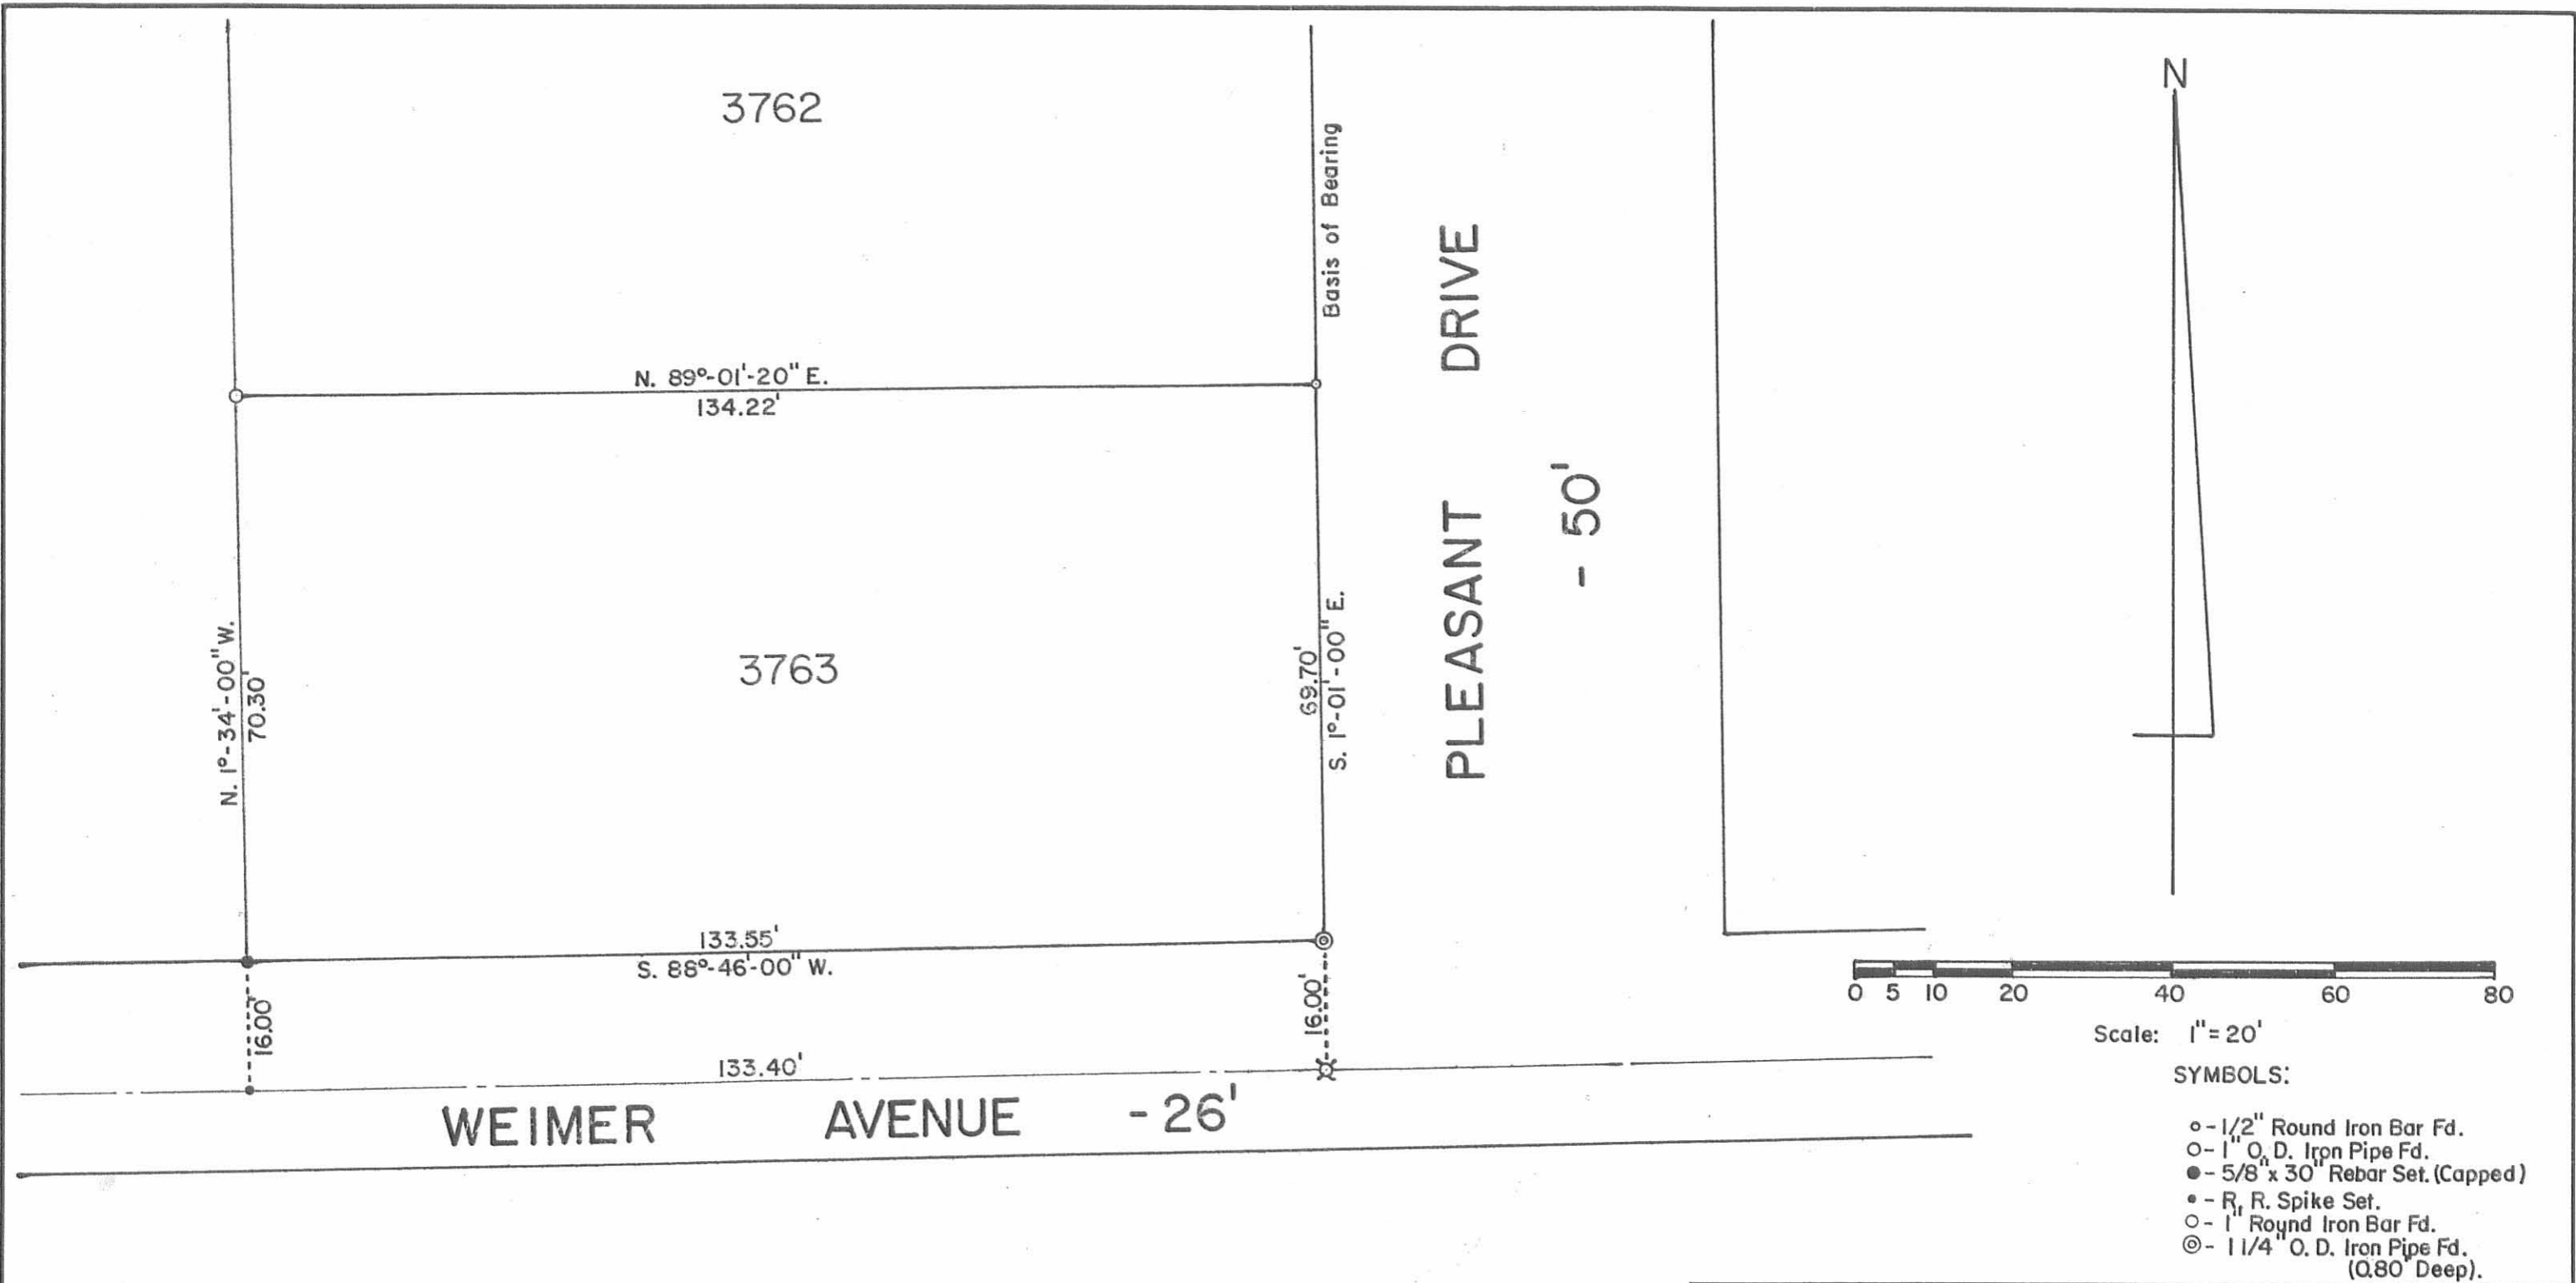 3762
N
Basis of Bearing
PLEASANT DRIVE
- 50'
N. 89°-01'-20" E.
134.22'
N. 1°-34'-00" W.
70.30'
3763
69.70'
S. 1°-01'-00" E.
133.55'
S. 88°-46'-00" W.
16.00'
16.00'
133.40'
WEIMER AVENUE - 26'
0 5 10 20 40 60 80
Scale: 1" = 20'
SYMBOLS:
o - 1/2" Round Iron Bar Fd.
O - 1" O. D. Iron Pipe Fd.
● - 5/8" x 30" Rebar Set. (Capped)
• - R. R. Spike Set.
O - 1" Round Iron Bar Fd.
◎ - 1 1/4" O. D. Iron Pipe Fd.
(0.80' Deep).